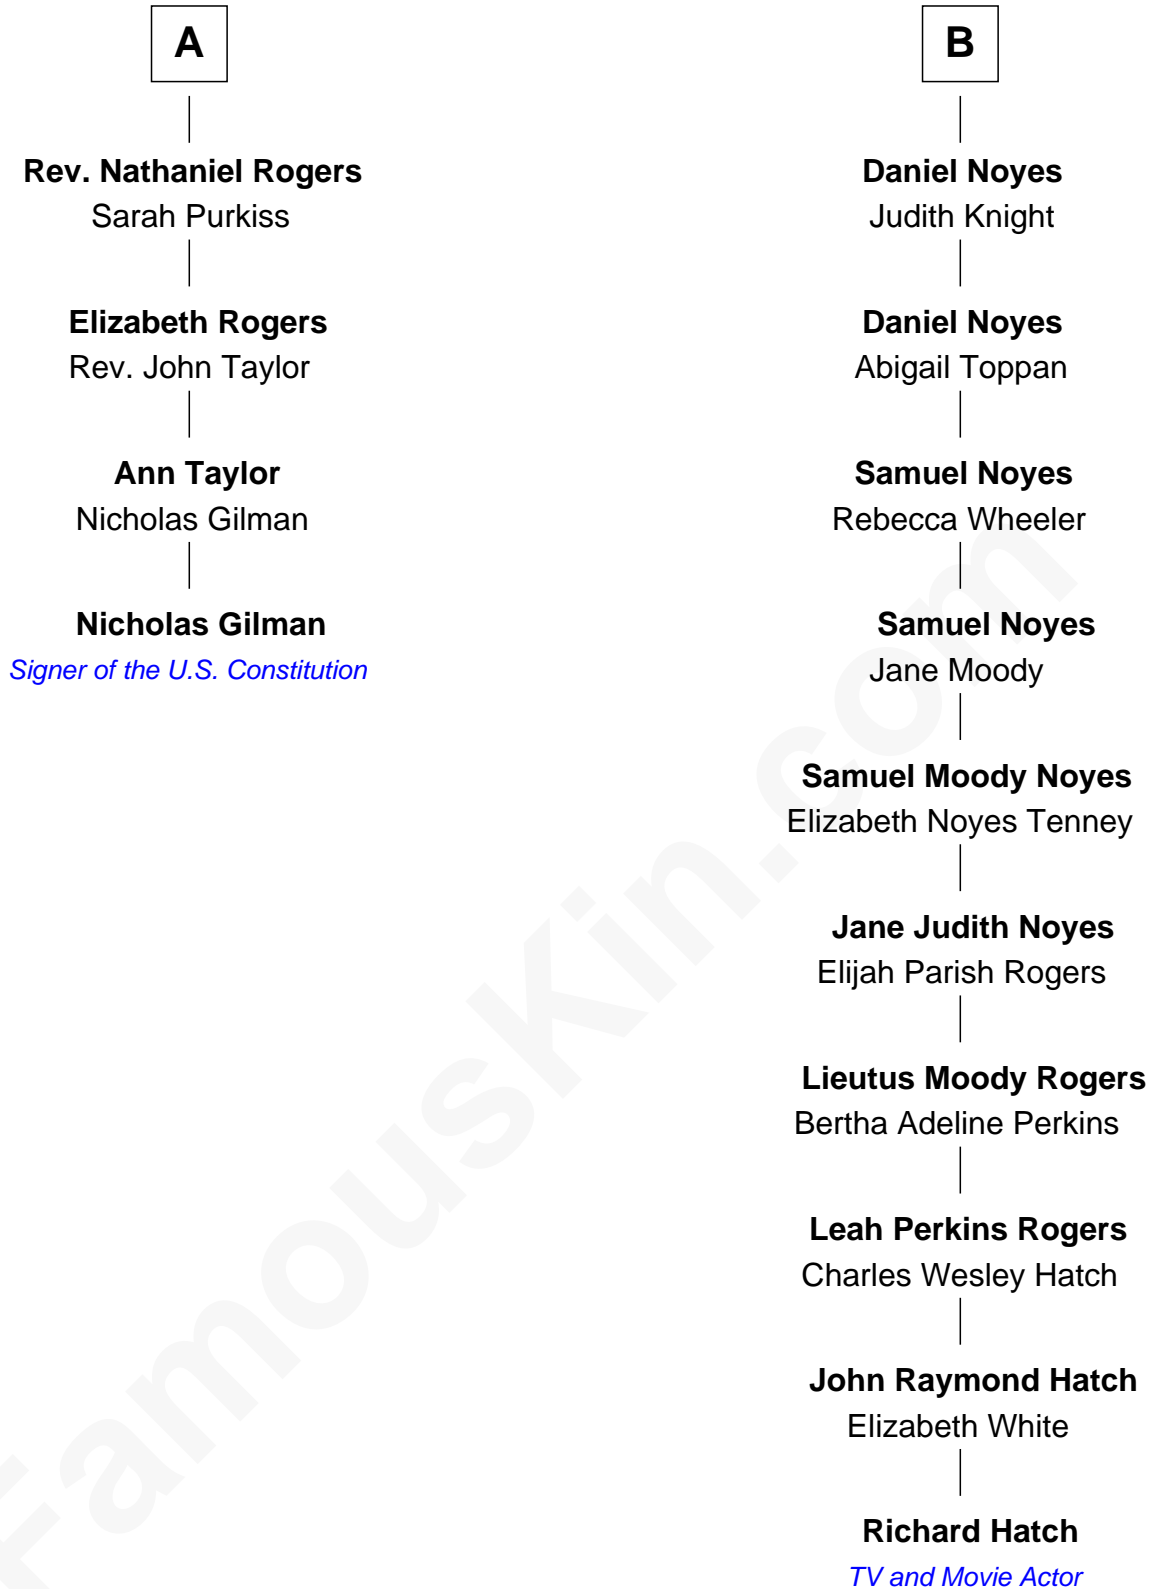 A
Rev. Nathaniel Rogers
Sarah Purkiss
Elizabeth Rogers
Rev. John Taylor
Ann Taylor
Nicholas Gilman
Nicholas Gilman
Signer of the U.S. Constitution
B
Daniel Noyes
Judith Knight
Daniel Noyes
Abigail Toppan
Samuel Noyes
Rebecca Wheeler
Samuel Noyes
Jane Moody
Samuel Moody Noyes
Elizabeth Noyes Tenney
Jane Judith Noyes
Elijah Parish Rogers
Lieutus Moody Rogers
Bertha Adeline Perkins
Leah Perkins Rogers
Charles Wesley Hatch
John Raymond Hatch
Elizabeth White
Richard Hatch
TV and Movie Actor
FamousKin.com